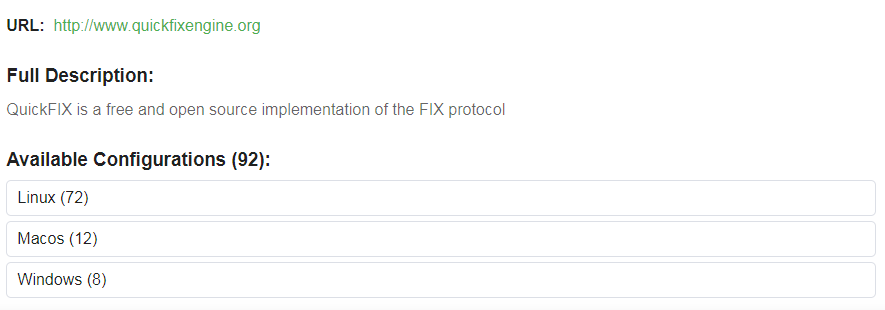 URL: http://www.quickfixengine.org
Full Description:
QuickFIX is a free and open source implementation of the FIX protocol
Available Configurations (92):
Linux (72)
Macos (12)
Windows (8)